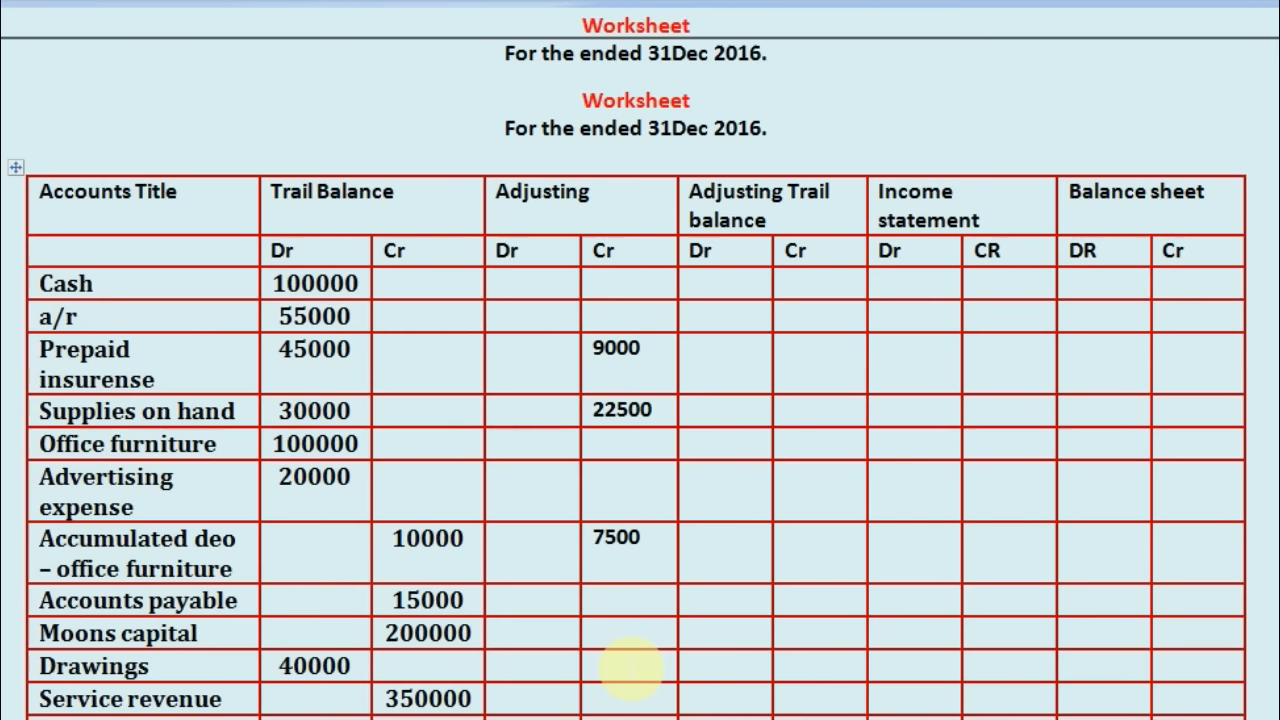 Worksheet
For the ended 31Dec 2016.
Worksheet
For the ended 31Dec 2016.
Accounts Title Trail Balance Adjusting Adjusting Trail balance Income statement Balance sheet
Dr Cr Dr Cr Dr Cr Dr CR DR Cr
Cash 100000
a/r 55000
Prepaid insurense 45000 9000
Supplies on hand 30000 22500
Office furniture 100000
Advertising expense 20000
Accumulated deo – office furniture 10000 7500
Accounts payable 15000
Moons capital 200000
Drawings 40000
Service revenue 350000